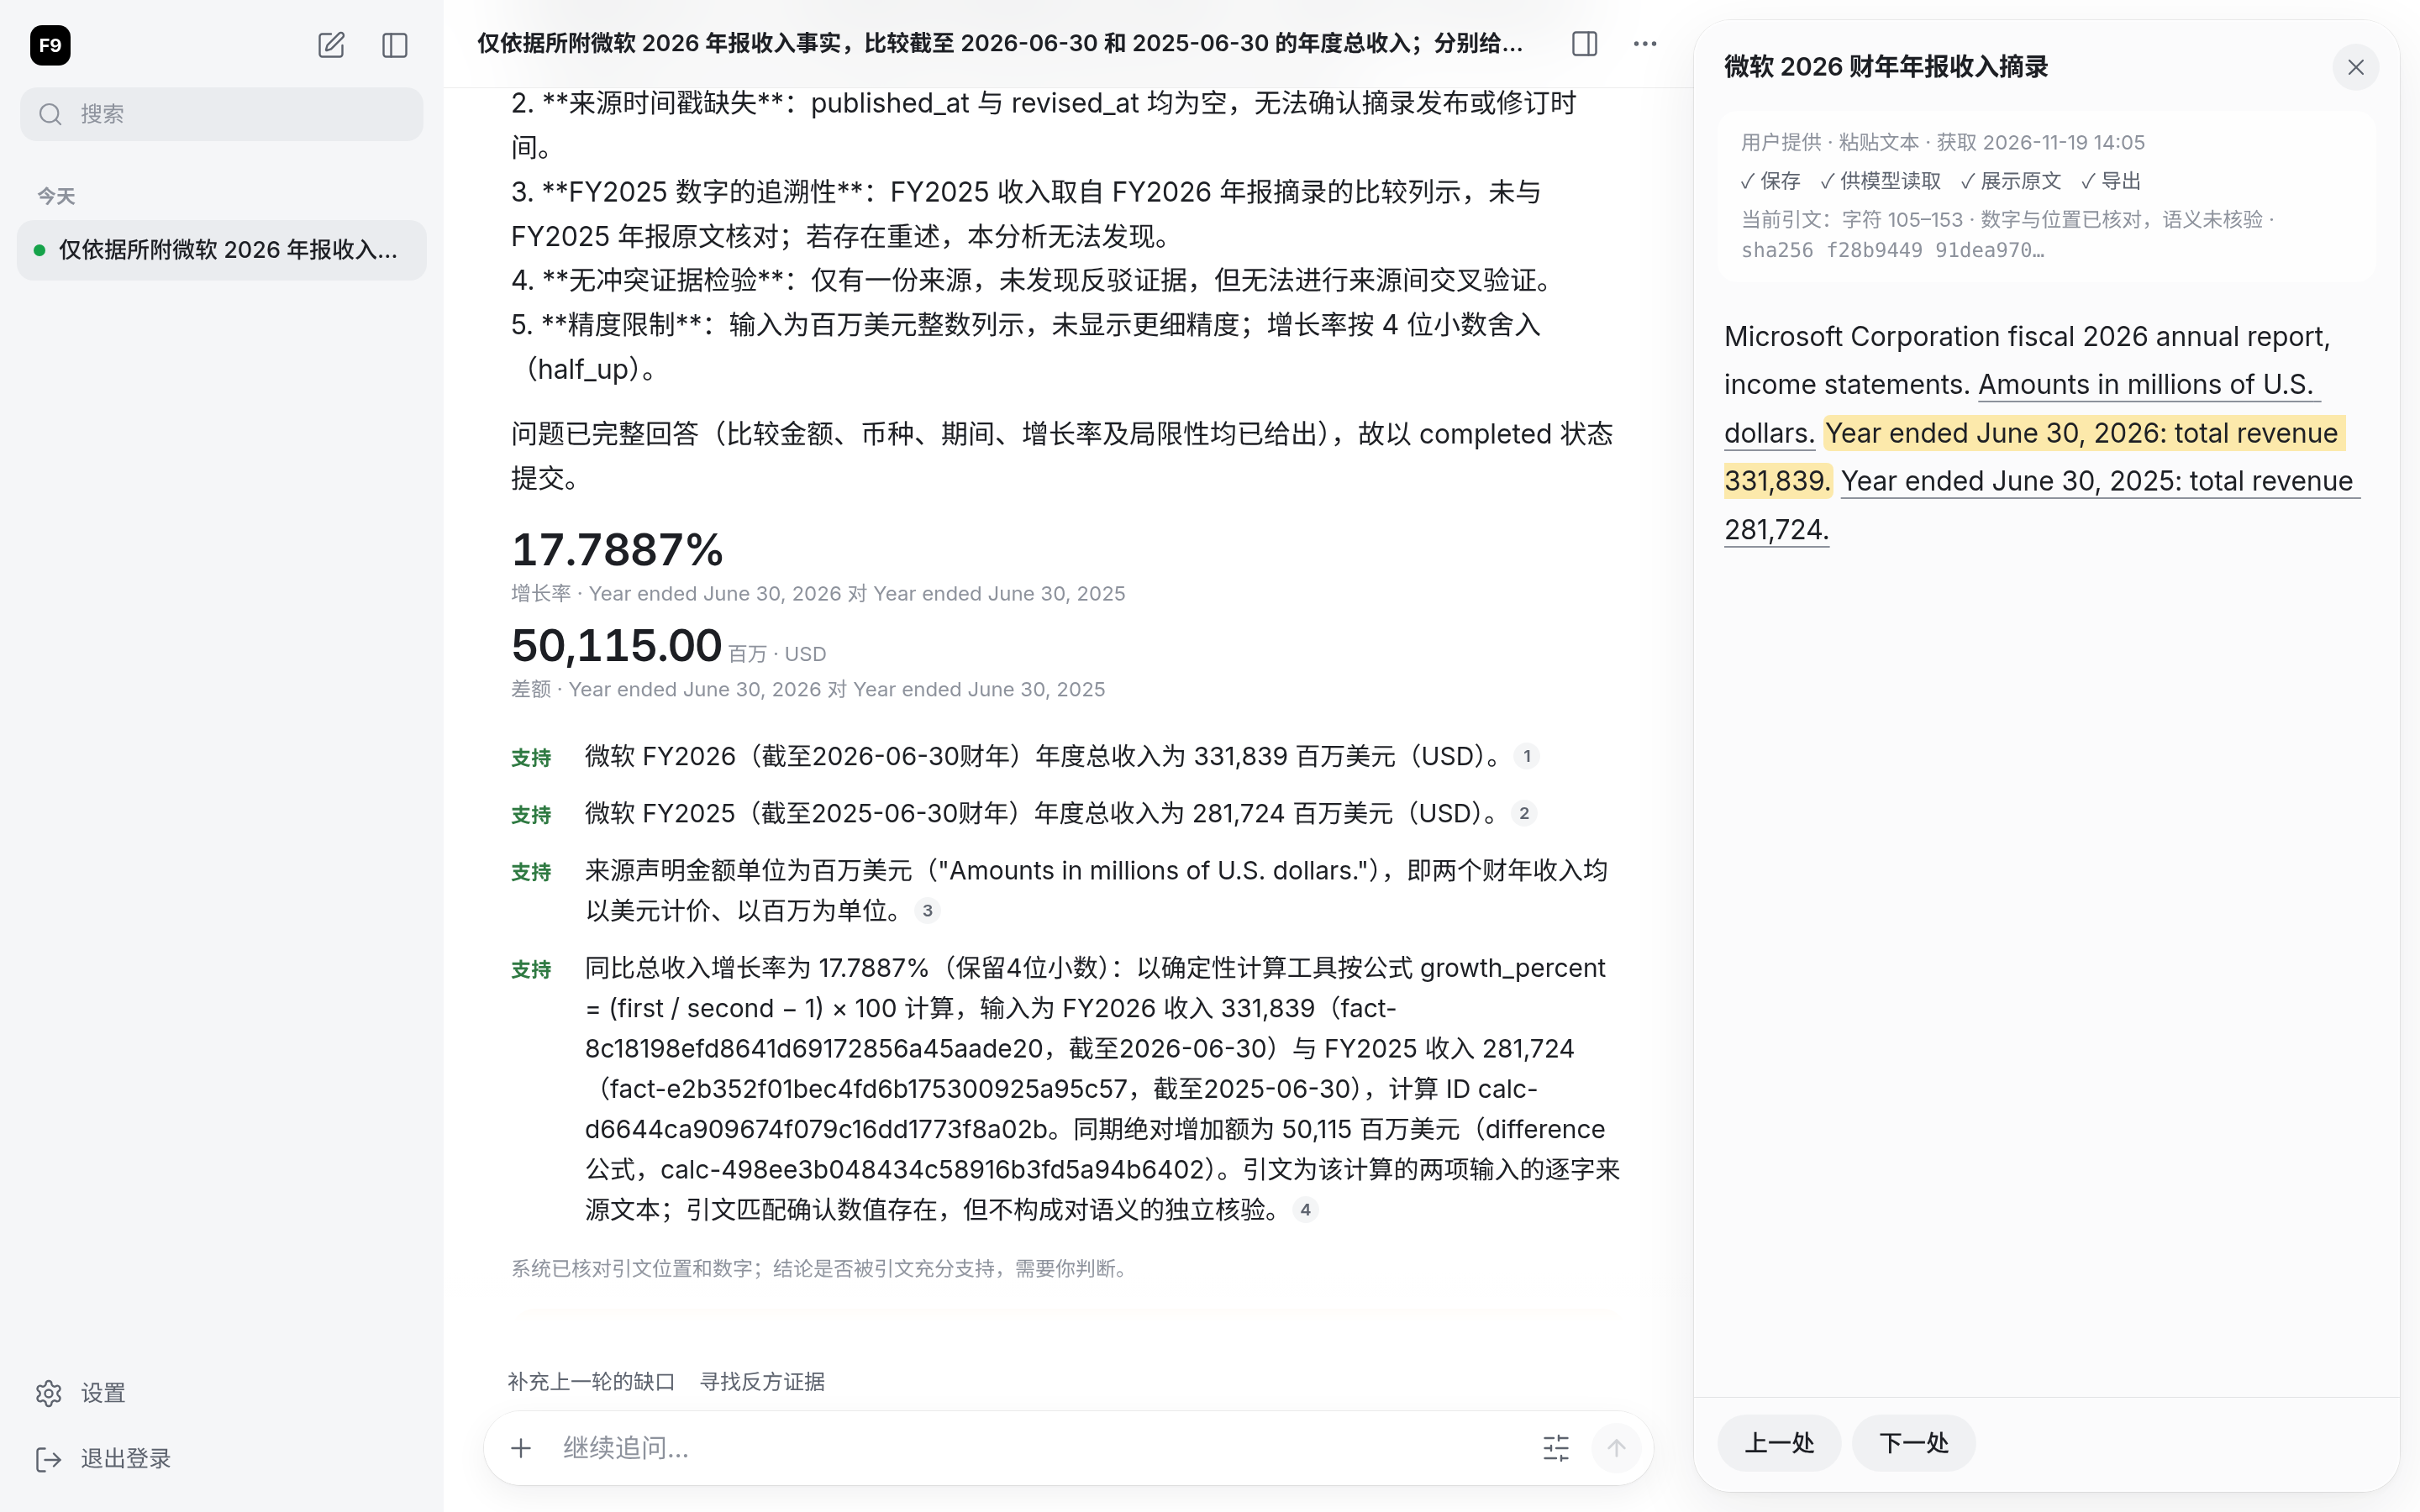 F9
搜索
今天
仅依据所附微软 2026 年报收入...
设置
退出登录
仅依据所附微软 2026 年报收入事实，比较截至 2026-06-30 和 2025-06-30 的年度总收入；分别给...
2. **来源时间戳缺失**：published_at 与 revised_at 均为空，无法确认摘录发布或修订时
间。
3. **FY2025 数字的追溯性**：FY2025 收入取自 FY2026 年报摘录的比较列示，未与
FY2025 年报原文核对；若存在重述，本分析无法发现。
4. **无冲突证据检验**：仅有一份来源，未发现反驳证据，但无法进行来源间交叉验证。
5. **精度限制**：输入为百万美元整数列示，未显示更细精度；增长率按 4 位小数舍入
（half_up）。
问题已完整回答（比较金额、币种、期间、增长率及局限性均已给出），故以 completed 状态
提交。
17.7887%
增长率 · Year ended June 30, 2026 对 Year ended June 30, 2025
50,115.00 百万 · USD
差额 · Year ended June 30, 2026 对 Year ended June 30, 2025
支持 微软 FY2026（截至2026-06-30财年）年度总收入为 331,839 百万美元（USD）。 1
支持 微软 FY2025（截至2025-06-30财年）年度总收入为 281,724 百万美元（USD）。 2
支持 来源声明金额单位为百万美元（"Amounts in millions of U.S. dollars."），即两个财年收入均
以美元计价、以百万为单位。 3
支持 同比总收入增长率为 17.7887%（保留4位小数）：以确定性计算工具按公式 growth_percent
= (first / second − 1) × 100 计算，输入为 FY2026 收入 331,839（fact-
8c18198efd8641d69172856a45aade20，截至2026-06-30）与 FY2025 收入 281,724
（fact-e2b352f01bec4fd6b175300925a95c57，截至2025-06-30），计算 ID calc-
d6644ca909674f079c16dd1773f8a02b。同期绝对增加额为 50,115 百万美元（difference
公式，calc-498ee3b048434c58916b3fd5a94b6402）。引文为该计算的两项输入的逐字来
源文本；引文匹配确认数值存在，但不构成对语义的独立核验。 4
系统已核对引文位置和数字；结论是否被引文充分支持，需要你判断。
补充上一轮的缺口 寻找反方证据
继续追问...
微软 2026 财年年报收入摘录
用户提供 · 粘贴文本 · 获取 2026-11-19 14:05
✓ 保存 ✓ 供模型读取 ✓ 展示原文 ✓ 导出
当前引文：字符 105–153 · 数字与位置已核对，语义未核验 ·
sha256 f28b9449 91dea970…
Microsoft Corporation fiscal 2026 annual report,
income statements. Amounts in millions of U.S.
dollars. Year ended June 30, 2026: total revenue
331,839. Year ended June 30, 2025: total revenue
281,724.
上一处 下一处